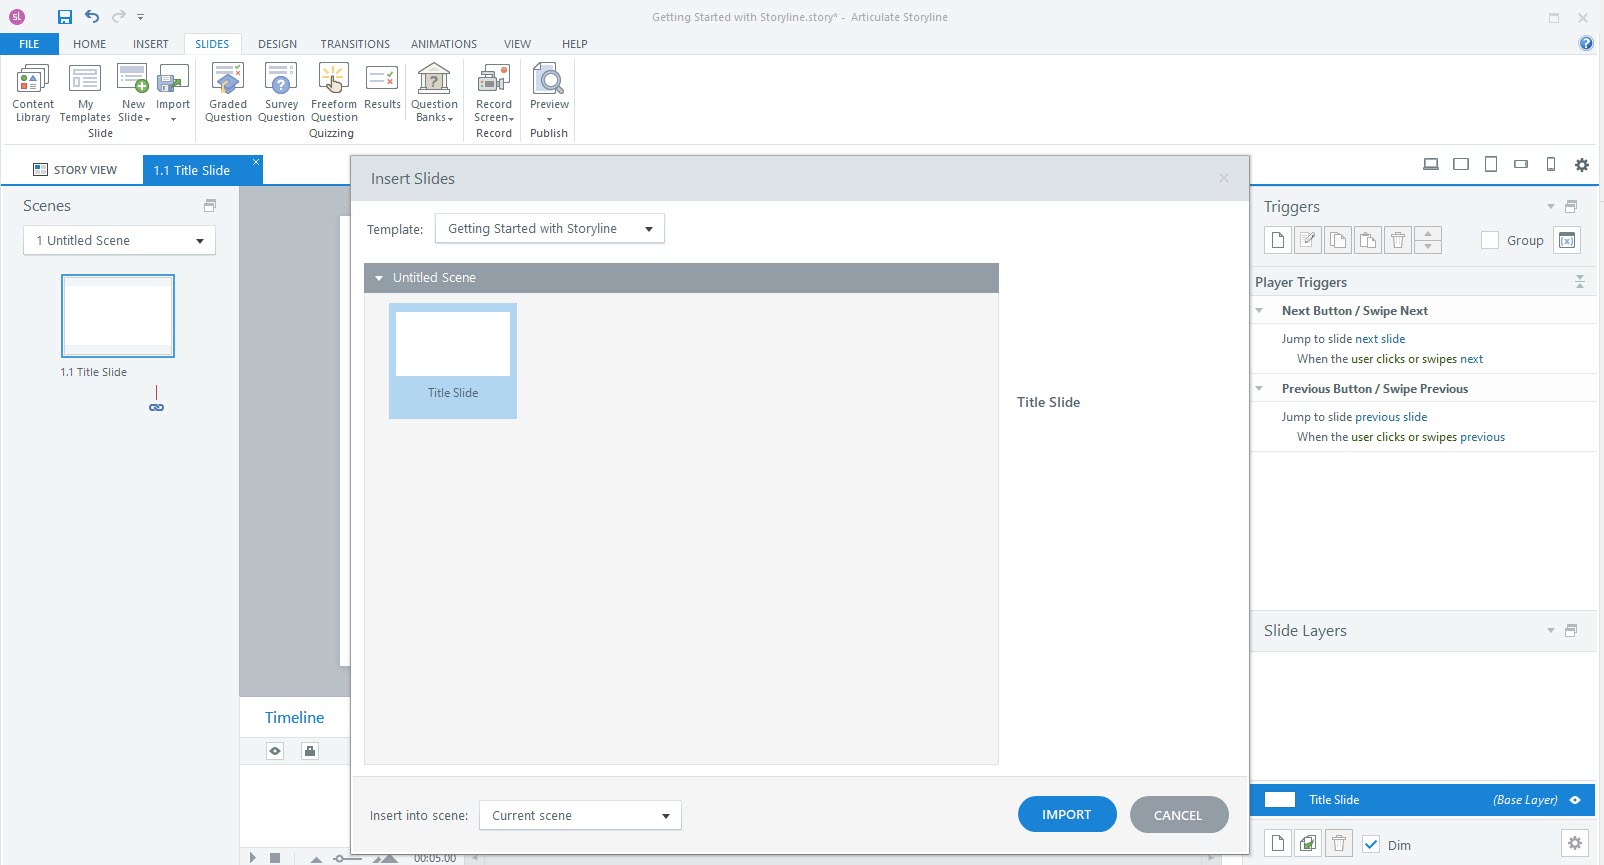 sl
Getting Started with Storyline.story* - Articulate Storyline
FILE HOME INSERT SLIDES DESIGN TRANSITIONS ANIMATIONS VIEW HELP
Content Library
My Templates
New Slide
Import
Slide
Graded Question
Survey Question
Freeform Question
Results
Question Banks
Quizzing
Record Screen
Record
Preview
Publish
STORY VIEW
1.1 Title Slide
Scenes
1 Untitled Scene
1.1 Title Slide
Timeline
00:05.00
Insert Slides
Template: Getting Started with Storyline
Untitled Scene
Title Slide
Title Slide
Insert into scene: Current scene
IMPORT
CANCEL
Triggers
Group
Player Triggers
Next Button / Swipe Next
Jump to slide next slide
When the user clicks or swipes next
Previous Button / Swipe Previous
Jump to slide previous slide
When the user clicks or swipes previous
Slide Layers
Title Slide (Base Layer)
Dim